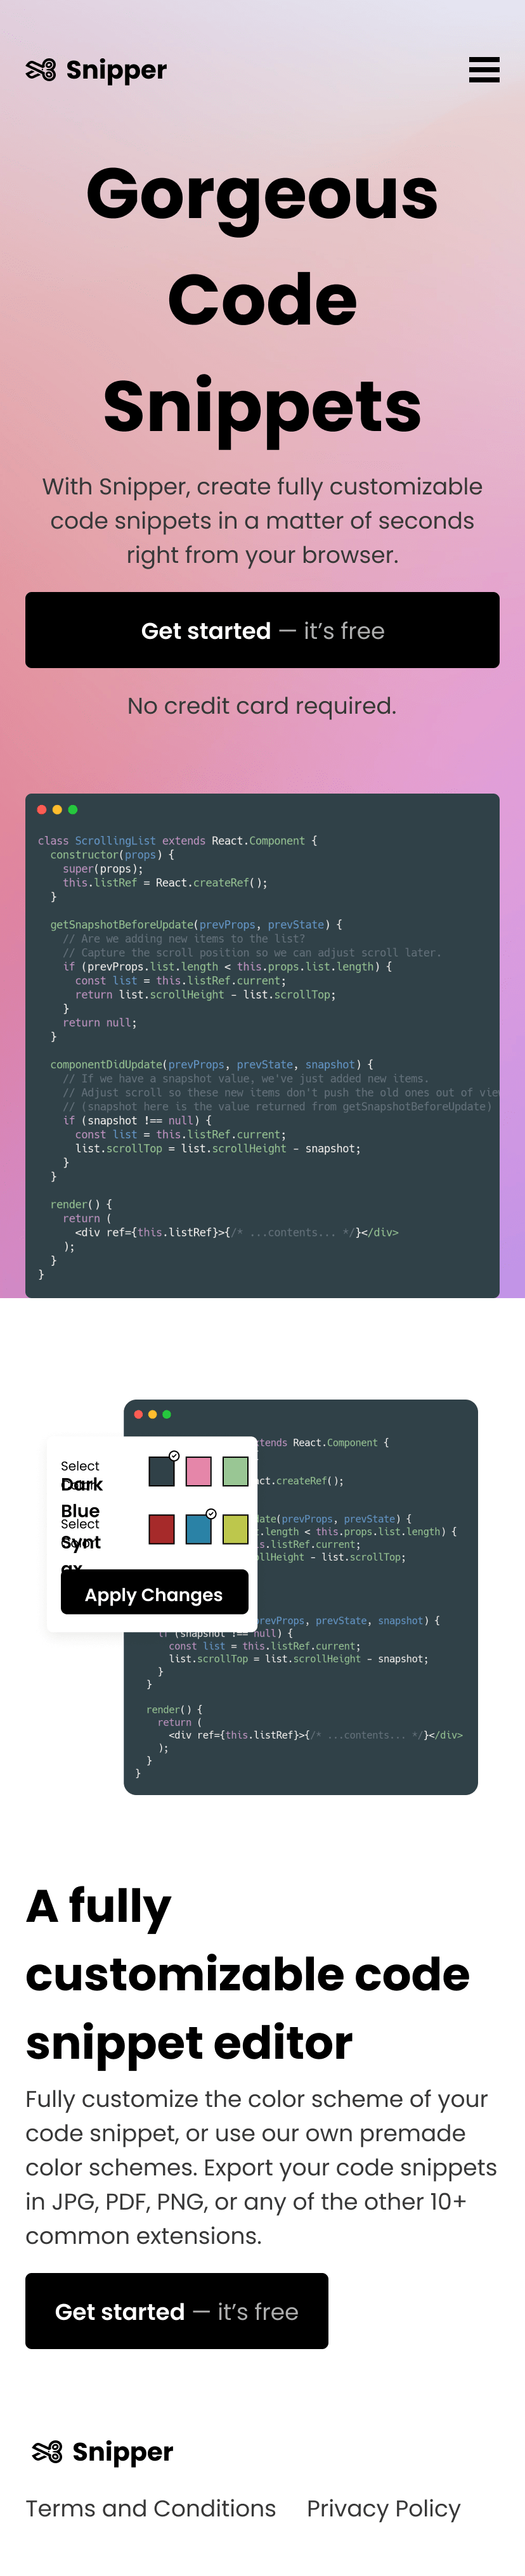 Snipper
Gorgeous
Code
Snippets
With Snipper, create fully customizable
code snippets in a matter of seconds
right from your browser.
Get started — it's free
No credit card required.
class ScrollingList extends React.Component {
constructor(props) {
super(props);
this.listRef = React.createRef();
}
getSnapshotBeforeUpdate(prevProps, prevState) {
// Are we adding new items to the list?
// Capture the scroll position so we can adjust scroll later.
if (prevProps.list.length < this.props.list.length) {
const list = this.listRef.current;
return list.scrollHeight - list.scrollTop;
}
return null;
}
componentDidUpdate(prevProps, prevState, snapshot) {
// If we have a snapshot value, we've just added new items.
// Adjust scroll so these new items don't push the old ones out of
// (snapshot here is the value returned from getSnapshotBeforeUpdate)
if (snapshot !== null) {
const list = this.listRef.current;
list.scrollTop = list.scrollHeight - snapshot;
}
}
render() {
return (
<div ref={this.listRef}>{/* ...contents... */}</div>
);
}
}
React.Component {
.createRef();
(prevProps, prevState) {
.length < this.props.list.length) {
.listRef.current;
- list.scrollTop;
Select
Dark
Blue
Select
Synt
Apply Changes
prevProps, prevState, snapshot) {
if (snapshot !== null) {
const list = this.listRef.current;
list.scrollTop = list.scrollHeight - snapshot;
}
}
render() {
return (
<div ref={this.listRef}>{/* ...contents... */}</div>
);
}
}
A fully
customizable code
snippet editor
Fully customize the color scheme of your
code snippet, or use our own premade
color schemes. Export your code snippets
in JPG, PDF, PNG, or any of the other 10+
common extensions.
Get started — it's free
Snipper
Terms and Conditions Privacy Policy